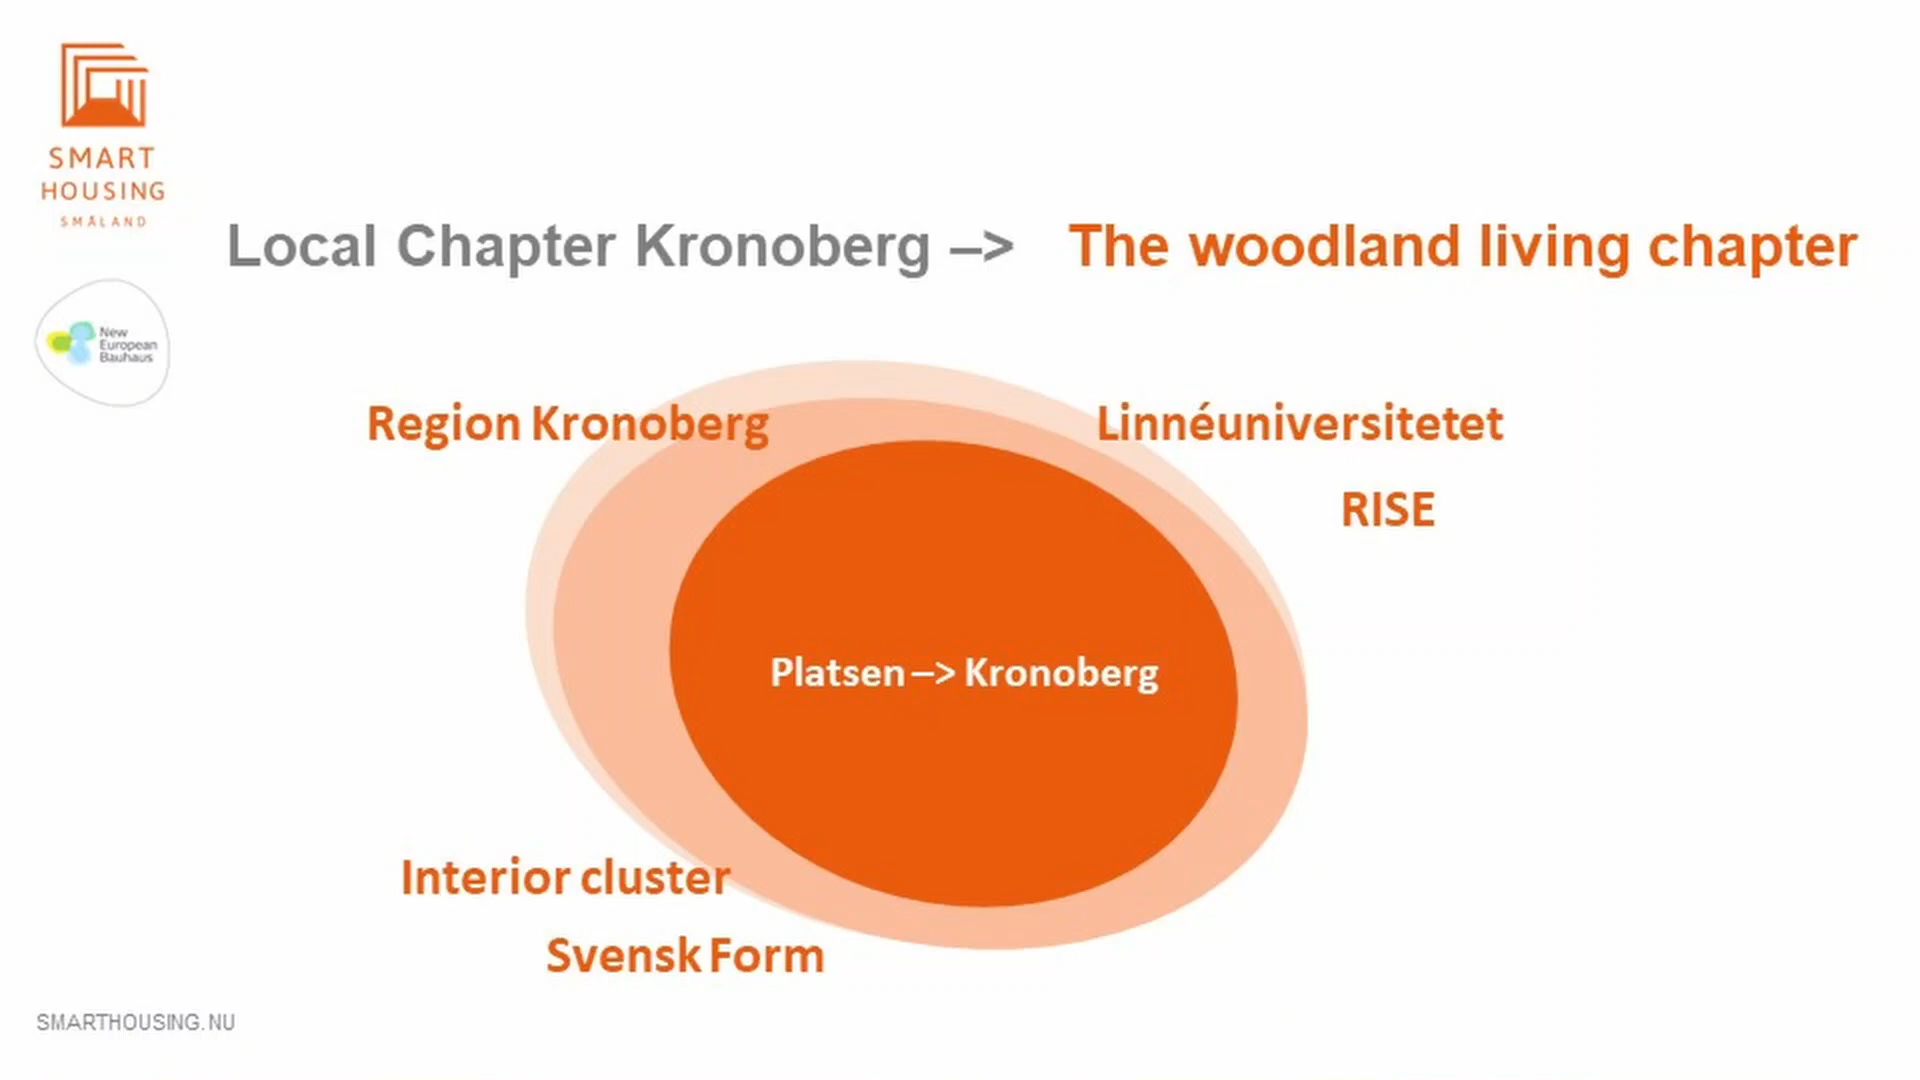 SMART
HOUSING
SMÅLAND
Local Chapter Kronoberg –> The woodland living chapter
New
European
Bauhaus
Region Kronoberg
Linnéuniversitetet
RISE
Platsen –> Kronoberg
Interior cluster
Svensk Form
SMARTHOUSING.NU